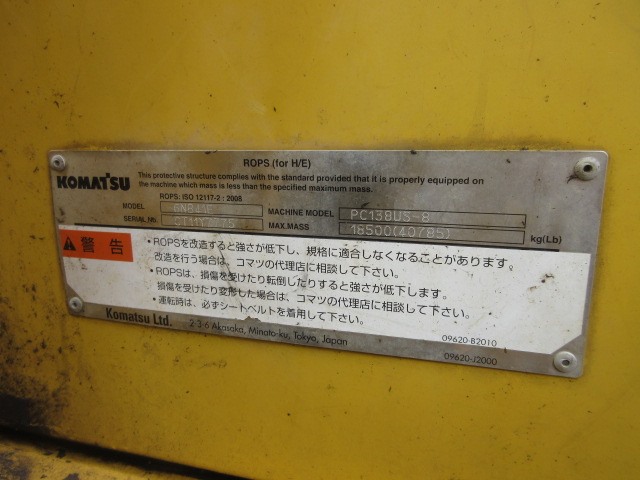 ROPS (for H/E)
KOMATSU
This protective structure complies with the standard provided that it is properly equipped on
the machine which mass is less than the specified maximum mass.
ROPS: ISO 12117-2 : 2008
MODEL
MACHINE MODEL PC138US-8
SERIAL No.
MAX.MASS 18500(40785) kg(Lb)
警告
・ROPSを改造すると強さが低下し、規格に適合しなくなることがあります。
改造を行う場合は、コマツの代理店に相談して下さい。
・ROPSは、損傷を受けたり転倒したりすると強さが低下します。
損傷を受けたり変形した場合は、コマツの代理店に相談して下さい。
・運転時は、必ずシートベルトを着用して下さい。
Komatsu Ltd. 2-3-6 Akasaka, Minato-ku, Tokyo, Japan
09620-B2010
09620-J2000